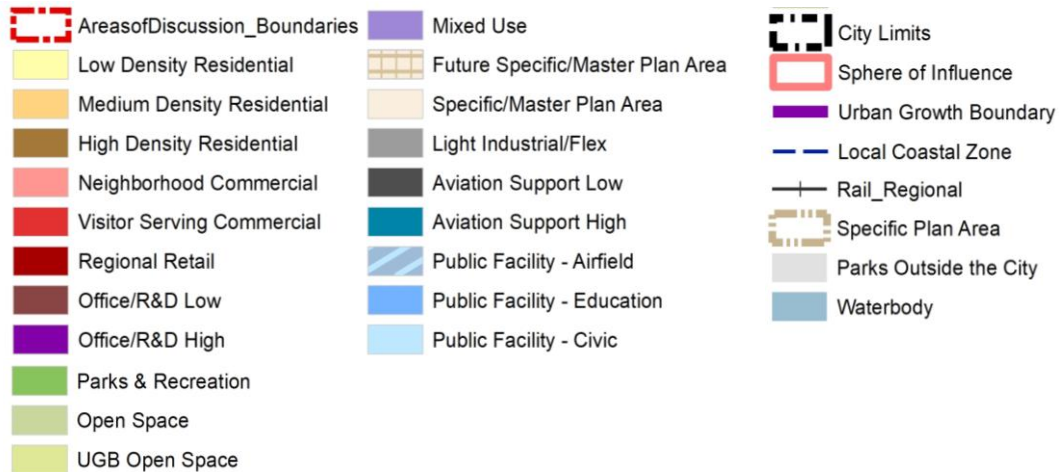 AreasofDiscussion_Boundaries
Low Density Residential
Medium Density Residential
High Density Residential
Neighborhood Commercial
Visitor Serving Commercial
Regional Retail
Office/R&D Low
Office/R&D High
Parks & Recreation
Open Space
UGB Open Space
Mixed Use
Future Specific/Master Plan Area
Specific/Master Plan Area
Light Industrial/Flex
Aviation Support Low
Aviation Support High
Public Facility - Airfield
Public Facility - Education
Public Facility - Civic
City Limits
Sphere of Influence
Urban Growth Boundary
Local Coastal Zone
Rail_Regional
Specific Plan Area
Parks Outside the City
Waterbody